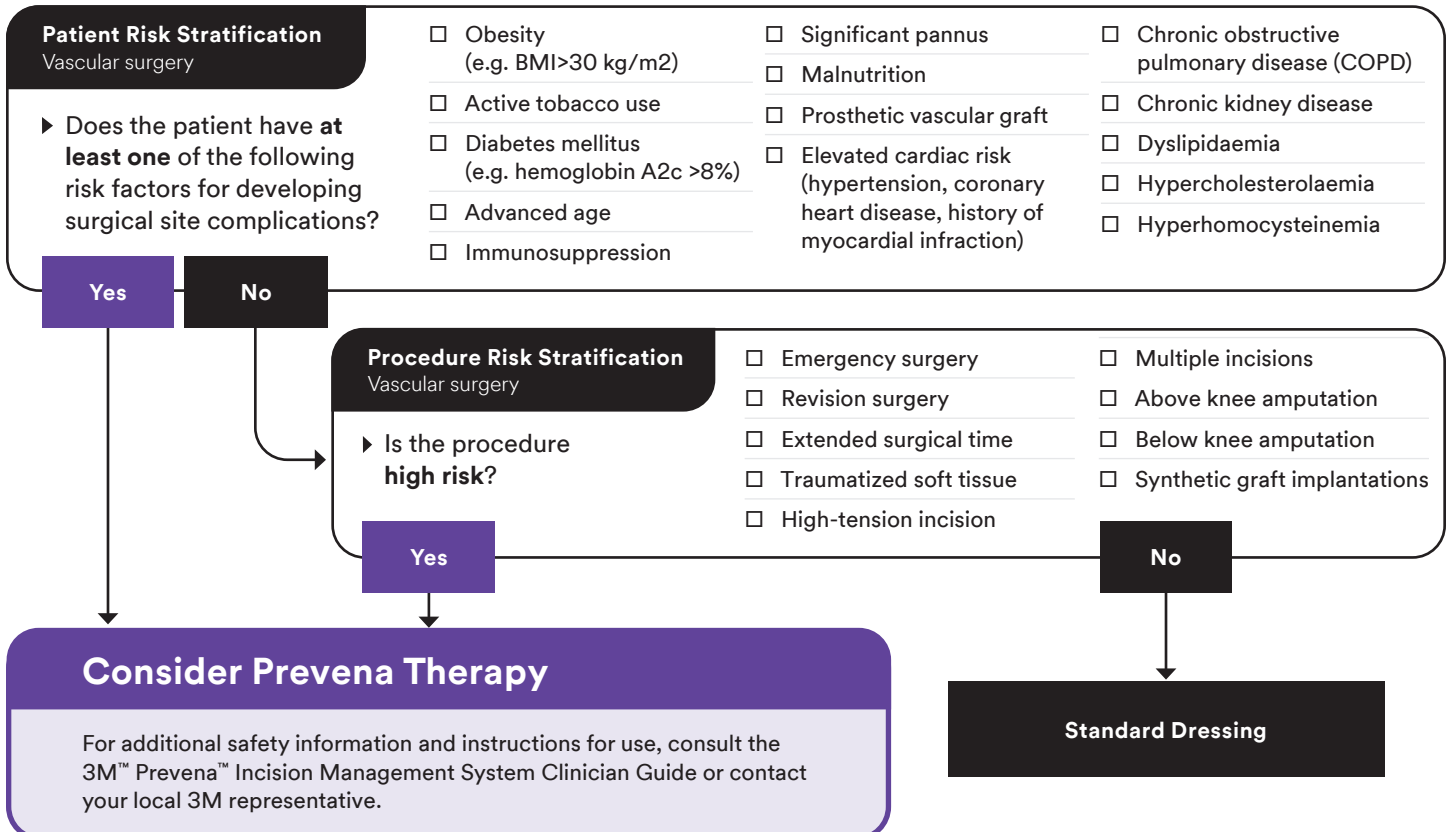 Patient Risk Stratification
Vascular surgery
Does the patient have at
least one of the following
risk factors for developing
surgical site complications?
Obesity
(e.g. BMI>30 kg/m2)
Active tobacco use
Diabetes mellitus
(e.g. hemoglobin A2c >8%)
Advanced age
Immunosuppression
Significant pannus
Malnutrition
Prosthetic vascular graft
Elevated cardiac risk
(hypertension, coronary
heart disease, history of
myocardial infraction)
Chronic obstructive
pulmonary disease (COPD)
Chronic kidney disease
Dyslipidaemia
Hypercholesterolaemia
Hyperhomocysteinemia
Yes
No
Procedure Risk Stratification
Vascular surgery
Is the procedure
high risk?
Emergency surgery
Revision surgery
Extended surgical time
Traumatized soft tissue
High-tension incision
Multiple incisions
Above knee amputation
Below knee amputation
Synthetic graft implantations
Yes
No
Consider Prevena Therapy
For additional safety information and instructions for use, consult the
3M™ Prevena™ Incision Management System Clinician Guide or contact
your local 3M representative.
Standard Dressing